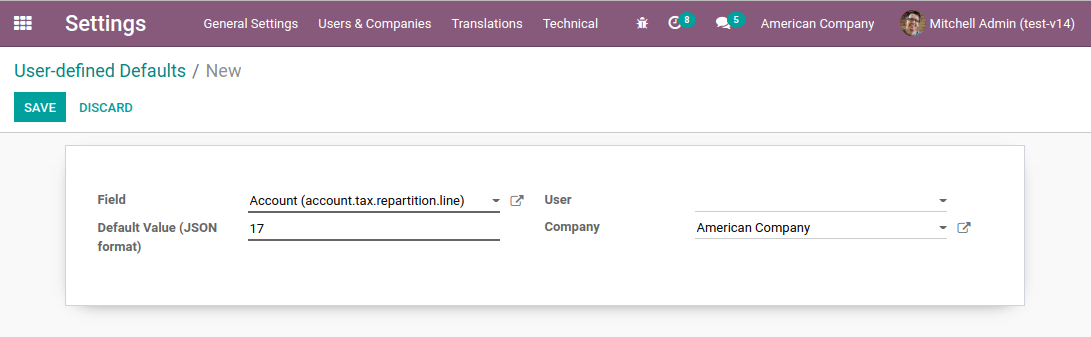 Settings General Settings Users & Companies Translations Technical 8 5 American Company Mitchell Admin (test-v14)
User-defined Defaults / New
SAVE DISCARD
Field Account (account.tax.repartition.line) User
Default Value (JSON format) 17 Company American Company